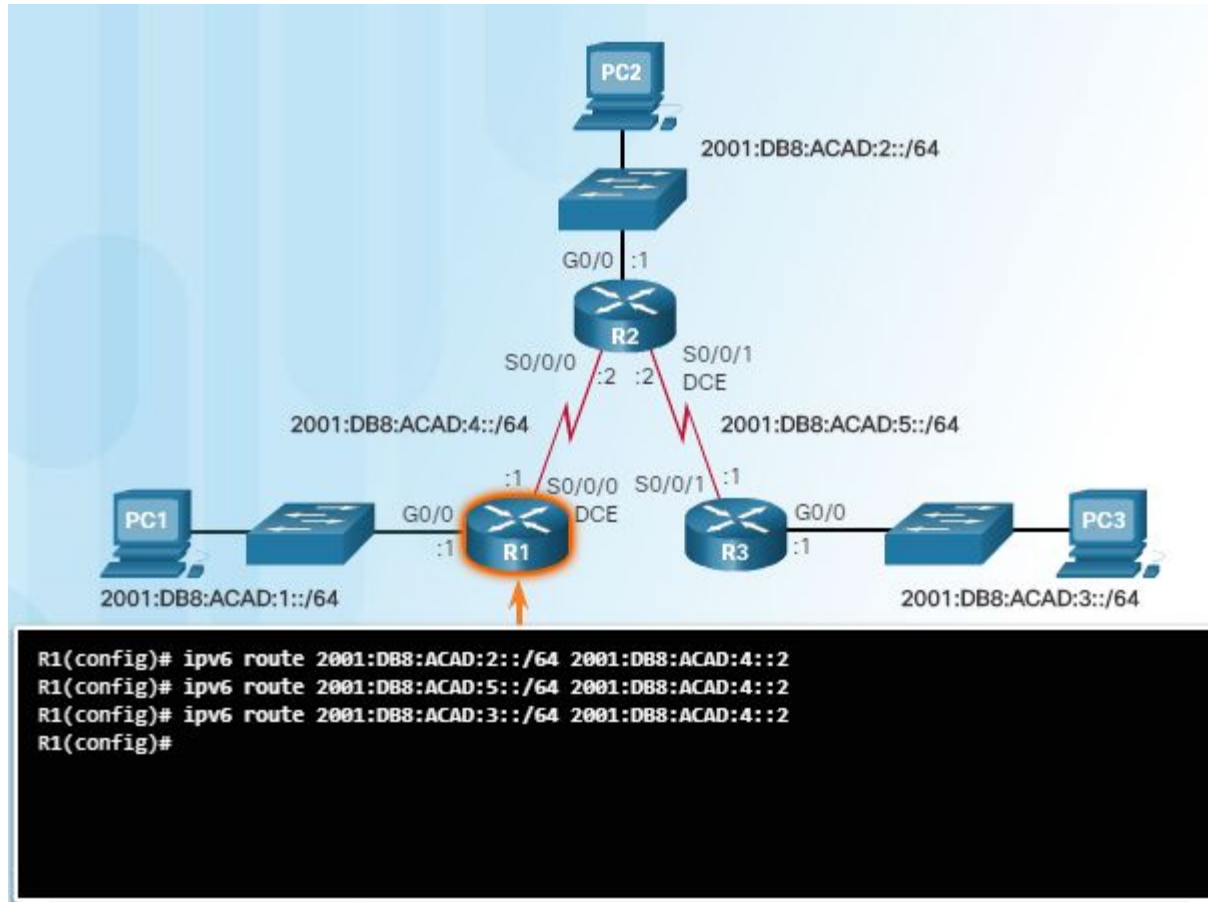 PC2
2001:DB8:ACAD:2::/64
G0/0 :1
R2
S0/0/0 :2 :2 S0/0/1
DCE
2001:DB8:ACAD:4::/64 2001:DB8:ACAD:5::/64
:1 S0/0/0 S0/0/1 :1
PC1 G0/0 DCE G0/0 PC3
:1 R1 R3 :1
2001:DB8:ACAD:1::/64 2001:DB8:ACAD:3::/64
R1(config)# ipv6 route 2001:DB8:ACAD:2::/64 2001:DB8:ACAD:4::2
R1(config)# ipv6 route 2001:DB8:ACAD:5::/64 2001:DB8:ACAD:4::2
R1(config)# ipv6 route 2001:DB8:ACAD:3::/64 2001:DB8:ACAD:4::2
R1(config)#